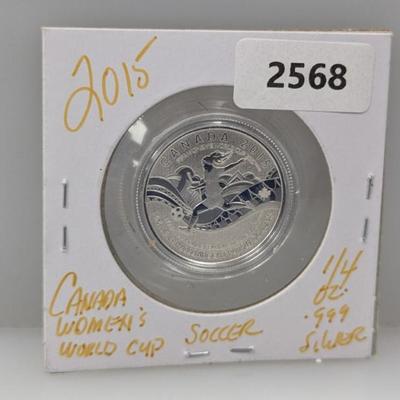 2015
2568
CANADA 2015
CANADA
WOMEN'S
WORLD CUP
SOCCER
1/4
OZ.
.999
SILVER